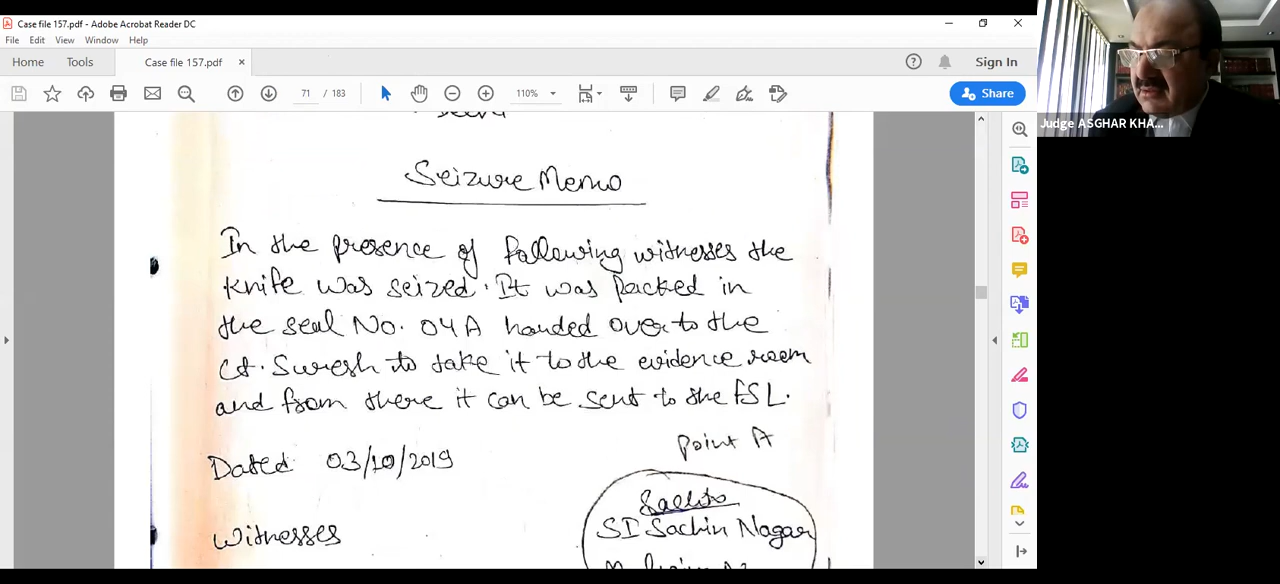 Case file 157.pdf - Adobe Acrobat Reader DC
File Edit View Window Help
Home Tools Case file 157.pdf × Sign In
71 / 183 110% Share
Judge ASGHAR KHA...
Seizure Memo
In the presence of following witnesses the
knife was seized. It was packed in
the seal No. 04A handed over to the
Ct. Suresh to take it to the evidence room
and from there it can be sent to the FSL.
Point A
Dated 03/10/2019
SI Sachin Nagar
Witnesses